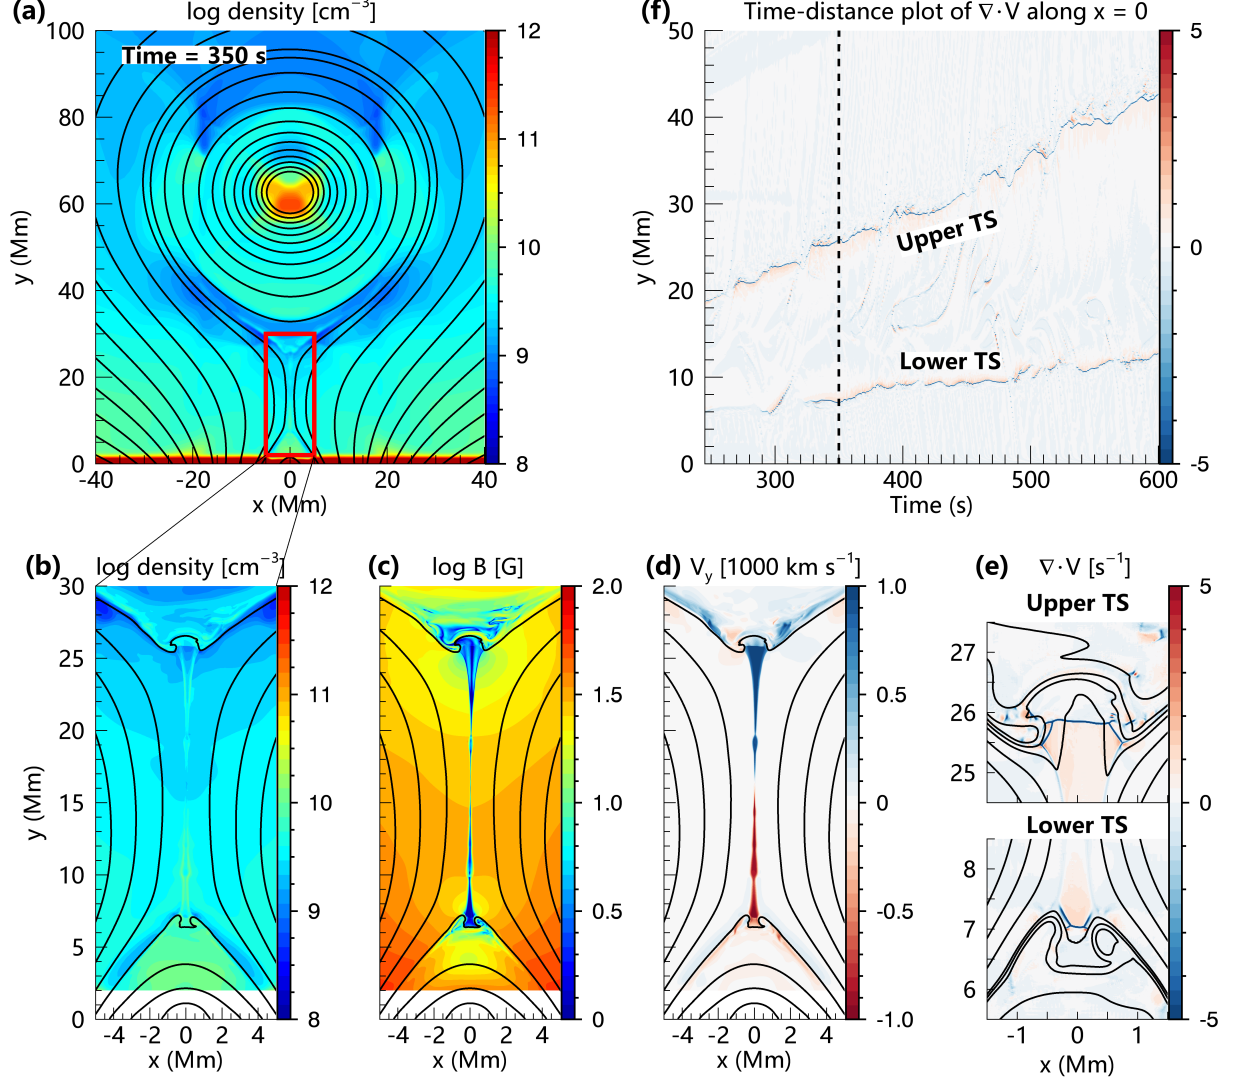 (a)
log density [cm⁻³]
Time = 350 s
100
80
60
40
20
0
y (Mm)
-40
-20
0
20
40
x (Mm)
12
11
10
9
8
(f)
Time-distance plot of ∇·V along x = 0
50
40
30
20
10
0
y (Mm)
Upper TS
Lower TS
300
400
500
600
Time (s)
5
0
-5
(b)
log density [cm⁻³]
30
25
20
15
10
5
0
y (Mm)
-4 -2 0 2 4
x (Mm)
12
11
10
9
8
(c)
log B [G]
-4 -2 0 2 4
x (Mm)
2.0
1.5
1.0
0.5
0
(d)
Vy [1000 km s⁻¹]
-4 -2 0 2 4
x (Mm)
1.0
0.5
0
-0.5
-1.0
(e)
∇·V [s⁻¹]
Upper TS
27
26
25
Lower TS
8
7
6
-1 0 1
x (Mm)
5
0
-5